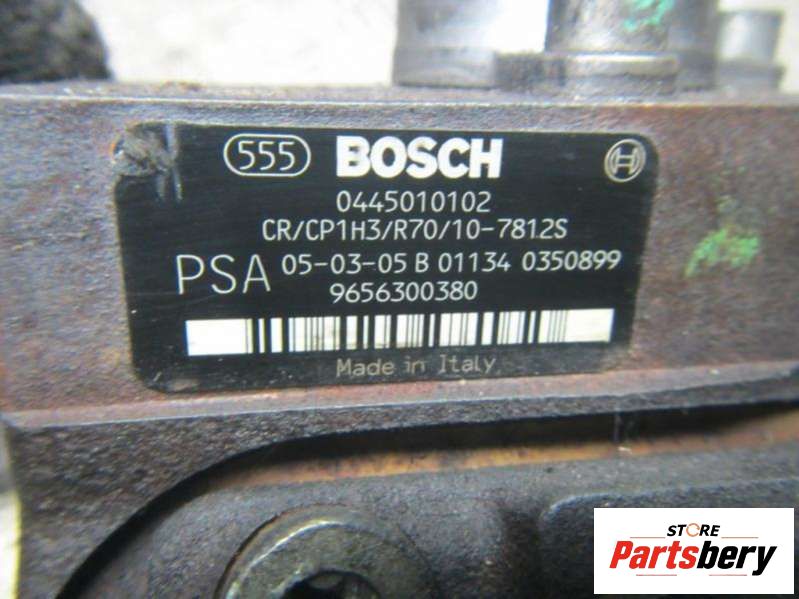 555 BOSCH
0445010102
CR/CP1H3/R70/10-7812S
PSA 05-03-05 B 01134 0350899
9656300380
Made in Italy
STORE
Partsbery